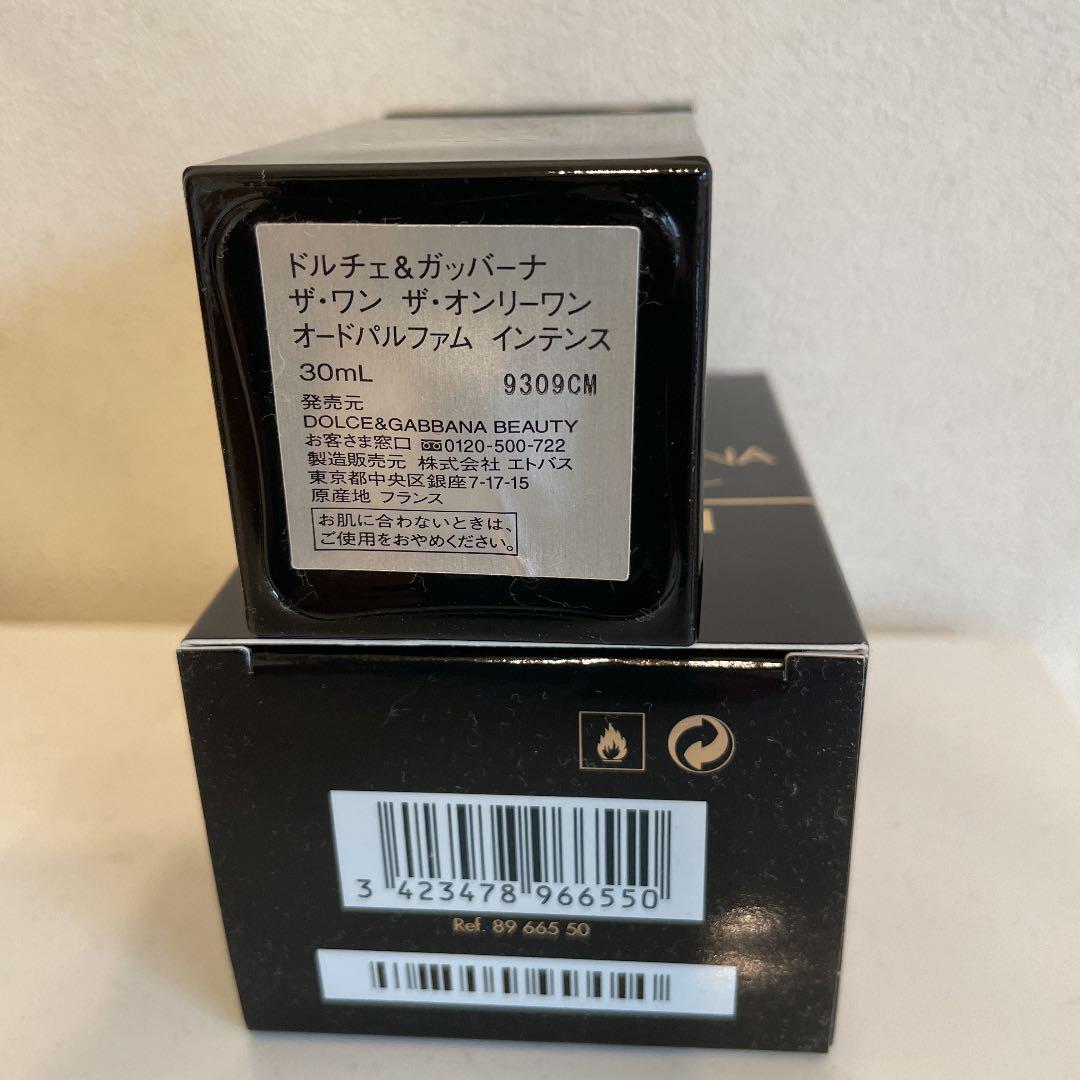 ドルチェ&ガッバーナ
ザ・ワン ザ・オンリーワン
オードパルファム インテンス
30mL 9309CM
発売元
DOLCE&GABBANA BEAUTY
お客さま窓口 0120-500-722
製造販売元 株式会社 エトバス
東京都中央区銀座7-17-15
原産地 フランス
お肌に合わないときは、
ご使用をおやめください。
NA
3 423478 966550
Ref. 89 665 50